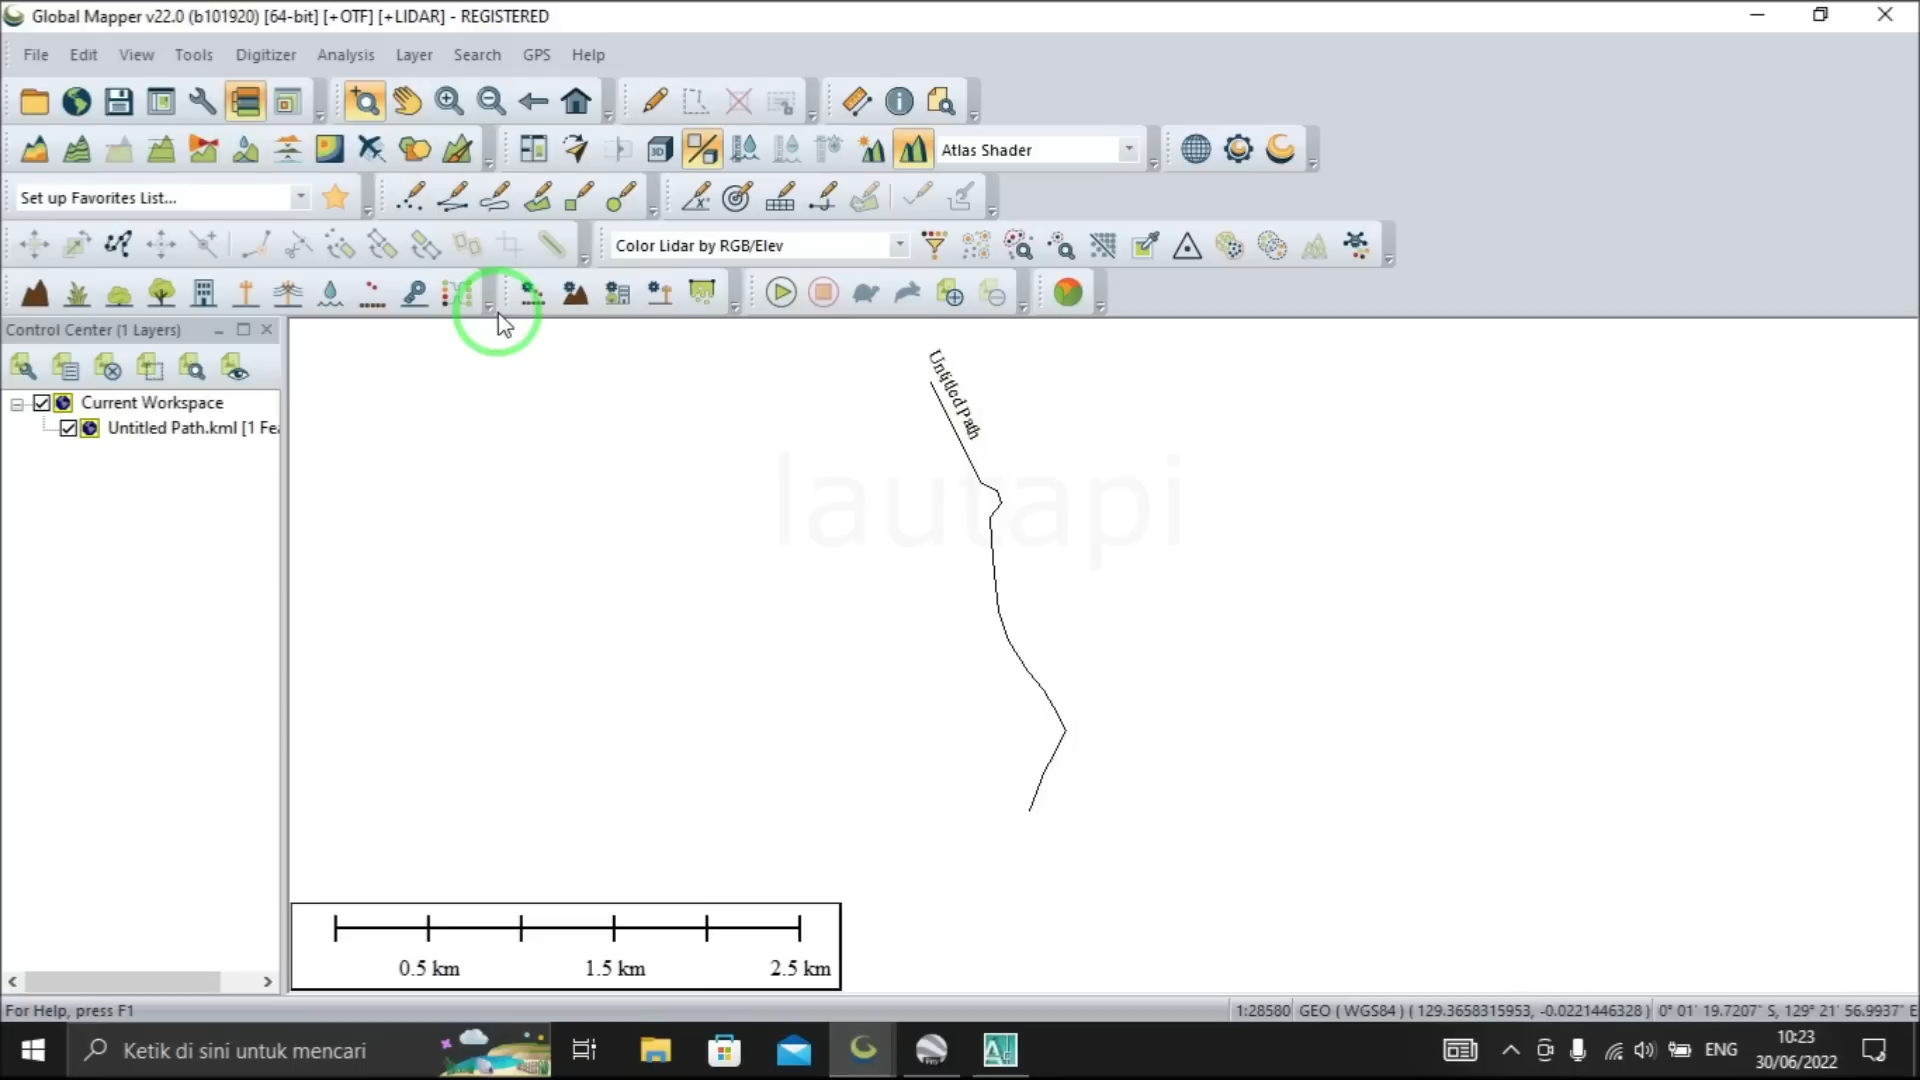 Global Mapper v22.0 (b101920) [64-bit] [+OTF] [+LIDAR] - REGISTERED
File Edit View Tools Digitizer Analysis Layer Search GPS Help
3D
Atlas Shader
Set up Favorites List...
Color Lidar by RGB/Elev
Control Center (1 Layers)
Current Workspace
Untitled Path.kml [1 Fea
Untitled Path
lautapi
0.5 km 1.5 km 2.5 km
For Help, press F1
1:28580 GEO ( WGS84 ) ( 129.3658315953, -0.0221446328 ) 0° 01' 19.7207" S, 129° 21' 56.9937" E
Ketik di sini untuk mencari
Pro
ENG
10:23
30/06/2022